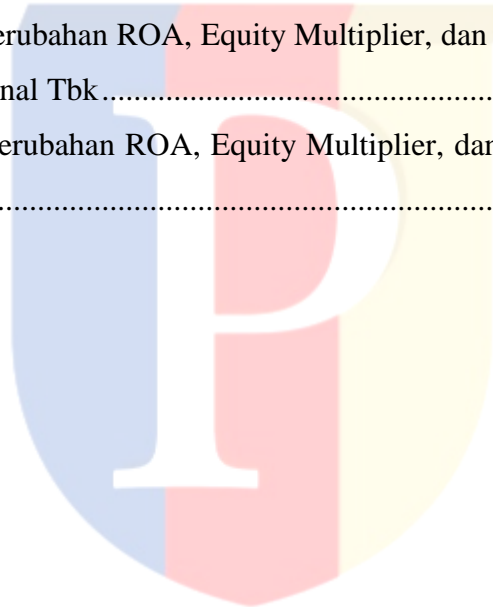 erubahan ROA, Equity Multiplier, dan
nal Tbk...............................................
erubahan ROA, Equity Multiplier, dan
.........................................................
P